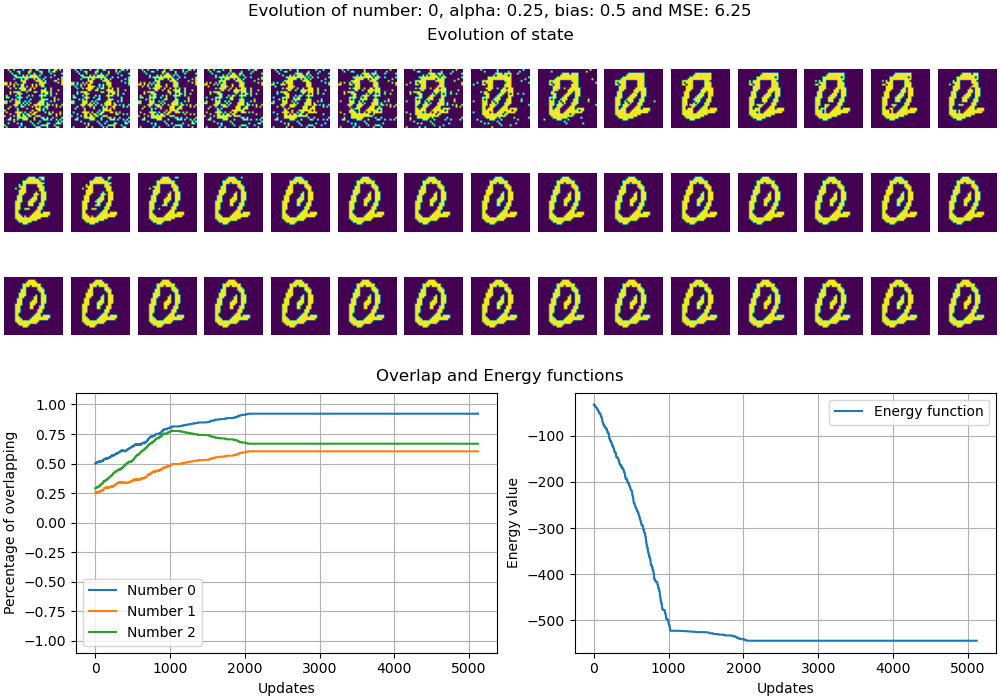 Evolution of number: 0, alpha: 0.25, bias: 0.5 and MSE: 6.25
Evolution of state
Overlap and Energy functions
1.00
0.75
0.50
0.25
0.00
−0.25
−0.50
−0.75
−1.00
Percentage of overlapping
Number 0
Number 1
Number 2
0 1000 2000 3000 4000 5000
Updates
Energy function
−100
−200
−300
−400
−500
Energy value
0 1000 2000 3000 4000 5000
Updates